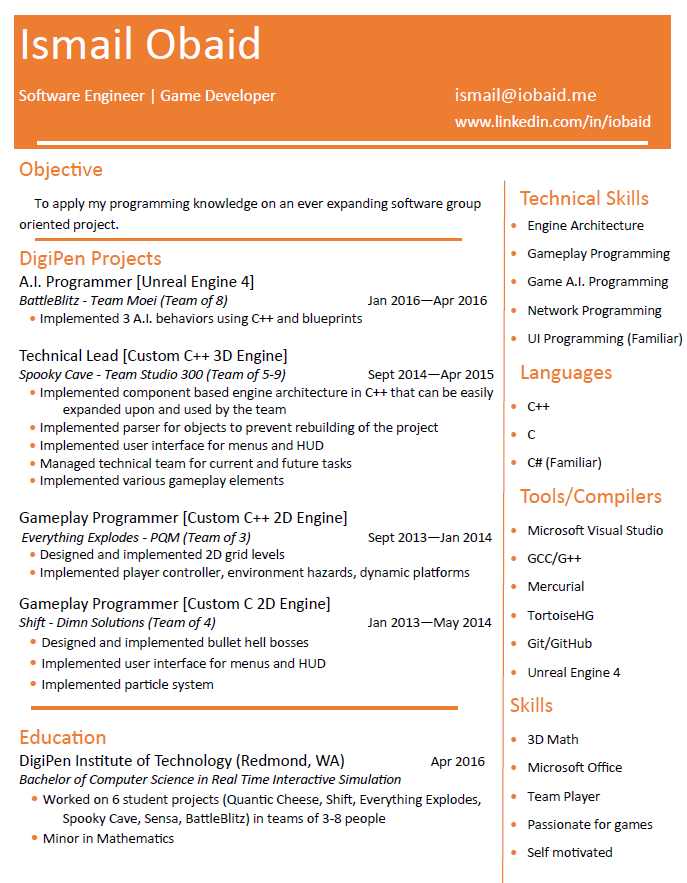 Ismail Obaid
Software Engineer | Game Developer
ismail@iobaid.me
www.linkedin.com/in/iobaid
Objective
To apply my programming knowledge on an ever expanding software group
oriented project.
DigiPen Projects
A.I. Programmer [Unreal Engine 4]
BattleBlitz - Team Moei (Team of 8) Jan 2016—Apr 2016
• Implemented 3 A.I. behaviors using C++ and blueprints
Technical Lead [Custom C++ 3D Engine]
Spooky Cave - Team Studio 300 (Team of 5-9) Sept 2014—Apr 2015
• Implemented component based engine architecture in C++ that can be easily
expanded upon and used by the team
• Implemented parser for objects to prevent rebuilding of the project
• Implemented user interface for menus and HUD
• Managed technical team for current and future tasks
• Implemented various gameplay elements
Gameplay Programmer [Custom C++ 2D Engine]
Everything Explodes - PQM (Team of 3) Sept 2013—Jan 2014
• Designed and implemented 2D grid levels
• Implemented player controller, environment hazards, dynamic platforms
Gameplay Programmer [Custom C 2D Engine]
Shift - Dimn Solutions (Team of 4) Jan 2013—May 2014
• Designed and implemented bullet hell bosses
• Implemented user interface for menus and HUD
• Implemented particle system
Education
DigiPen Institute of Technology (Redmond, WA) Apr 2016
Bachelor of Computer Science in Real Time Interactive Simulation
• Worked on 6 student projects (Quantic Cheese, Shift, Everything Explodes,
Spooky Cave, Sensa, BattleBlitz) in teams of 3-8 people
• Minor in Mathematics
Technical Skills
• Engine Architecture
• Gameplay Programming
• Game A.I. Programming
• Network Programming
• UI Programming (Familiar)
Languages
• C++
• C
• C# (Familiar)
Tools/Compilers
• Microsoft Visual Studio
• GCC/G++
• Mercurial
• TortoiseHG
• Git/GitHub
• Unreal Engine 4
Skills
• 3D Math
• Microsoft Office
• Team Player
• Passionate for games
• Self motivated